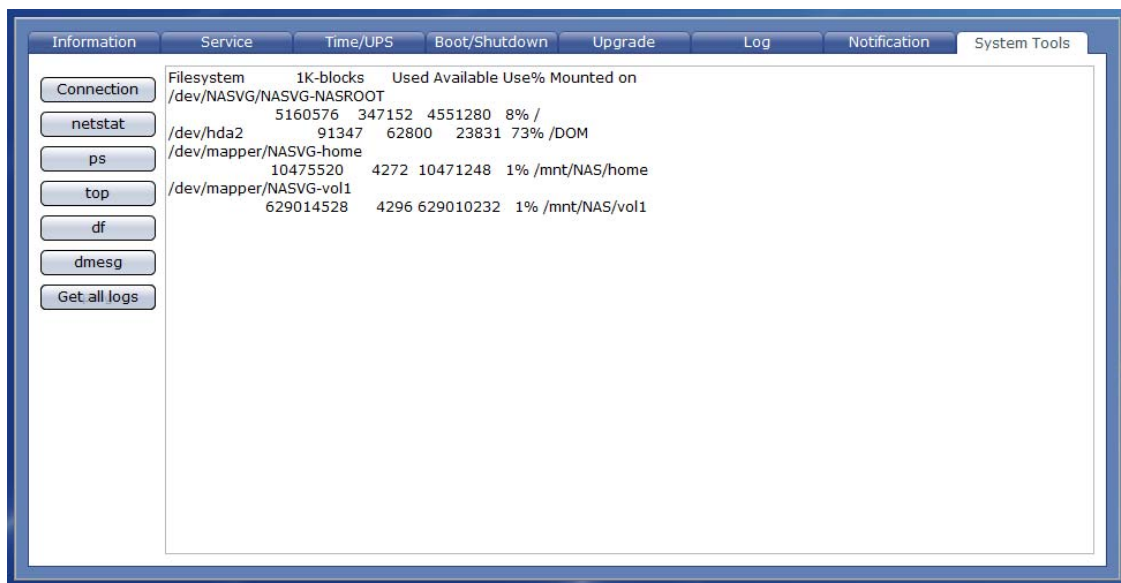 Information Service Time/UPS Boot/Shutdown Upgrade Log Notification System Tools
Connection
netstat
ps
top
df
dmesg
Get all logs
Filesystem 1K-blocks Used Available Use% Mounted on
/dev/NASVG/NASVG-NASROOT
5160576 347152 4551280 8% /
/dev/hda2 91347 62800 23831 73% /DOM
/dev/mapper/NASVG-home
10475520 4272 10471248 1% /mnt/NAS/home
/dev/mapper/NASVG-vol1
629014528 4296 629010232 1% /mnt/NAS/vol1